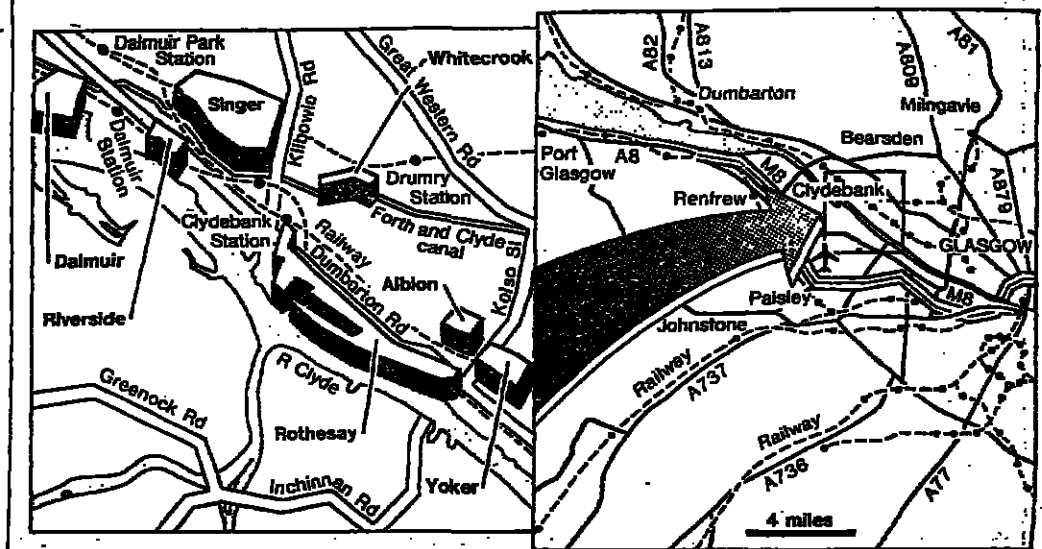 Dalmuir Park
Station
Great Western Rd
Whitecrook
Singer
Kilbowie Rd
Dalmuir
Station
Drumry
Station
Clydebank
Station
Forth and Clyde
canal
Railway
Dumbarton Rd
Kelso St
Dalmuir
Albion
Riverside
R Clyde
Greenock Rd
Rothesay
Inchinnan Rd
Yoker
A82
A813
A809
A81
Dumbarton
Milngavie
Bearsden
Port
Glasgow
A8
M8
Clydebank
Renfrew
A879
GLASGOW
Paisley
M8
Johnstone
Railway
A737
Railway
A736
A77
4 miles